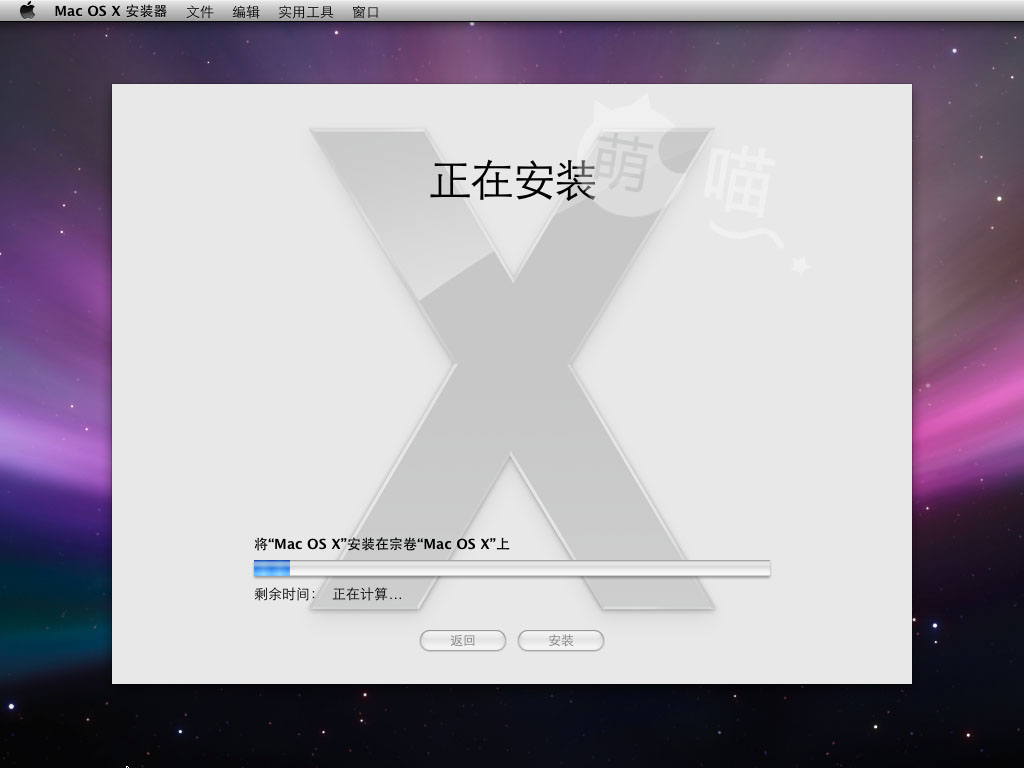 Mac OS X 安装器 文件 编辑 实用工具 窗口
萌喵
正在安装
将“Mac OS X”安装在宗卷“Mac OS X”上
剩余时间： 正在计算…
返回 安装